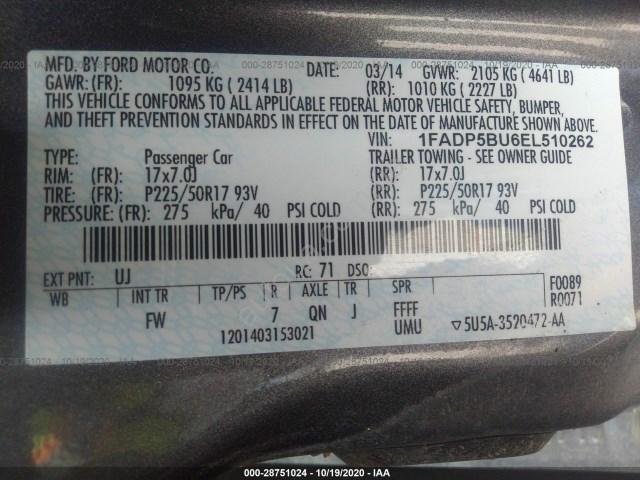 000-28751024 / 10/19/2020 - IAA
MFD. BY FORD MOTOR CO. DATE: 03/14 GVWR: 2105 KG ( 4641 LB)
GAWR: (FR): 1095 KG ( 2414 LB) (RR): 1010 KG ( 2227 LB)
THIS VEHICLE CONFORMS TO ALL APPLICABLE FEDERAL MOTOR VEHICLE SAFETY, BUMPER,
AND THEFT PREVENTION STANDARDS IN EFFECT ON THE DATE OF MANUFACTURE SHOWN ABOVE.
VIN: 1FADP5BU6EL510262
TYPE: Passenger Car TRAILER TOWING - SEE OWNER GUIDE
RIM: (FR): 17x7.0J (RR): 17x7.0J
TIRE: (FR): P225/50R17 93V (RR): P225/50R17 93V
PRESSURE: (FR): 275 kPa/ 40 PSI COLD (RR): 275 kPa/ 40 PSI COLD
EXT PNT: UJ RC: 71 DSO:
WB INT TR TP/PS R AXLE TR SPR F0089
R0071
FW 7 QN J FFFF
UMU
1201403153021 5U5A-3520472-AA
000-28751024 / 10/19/2020 - IAA